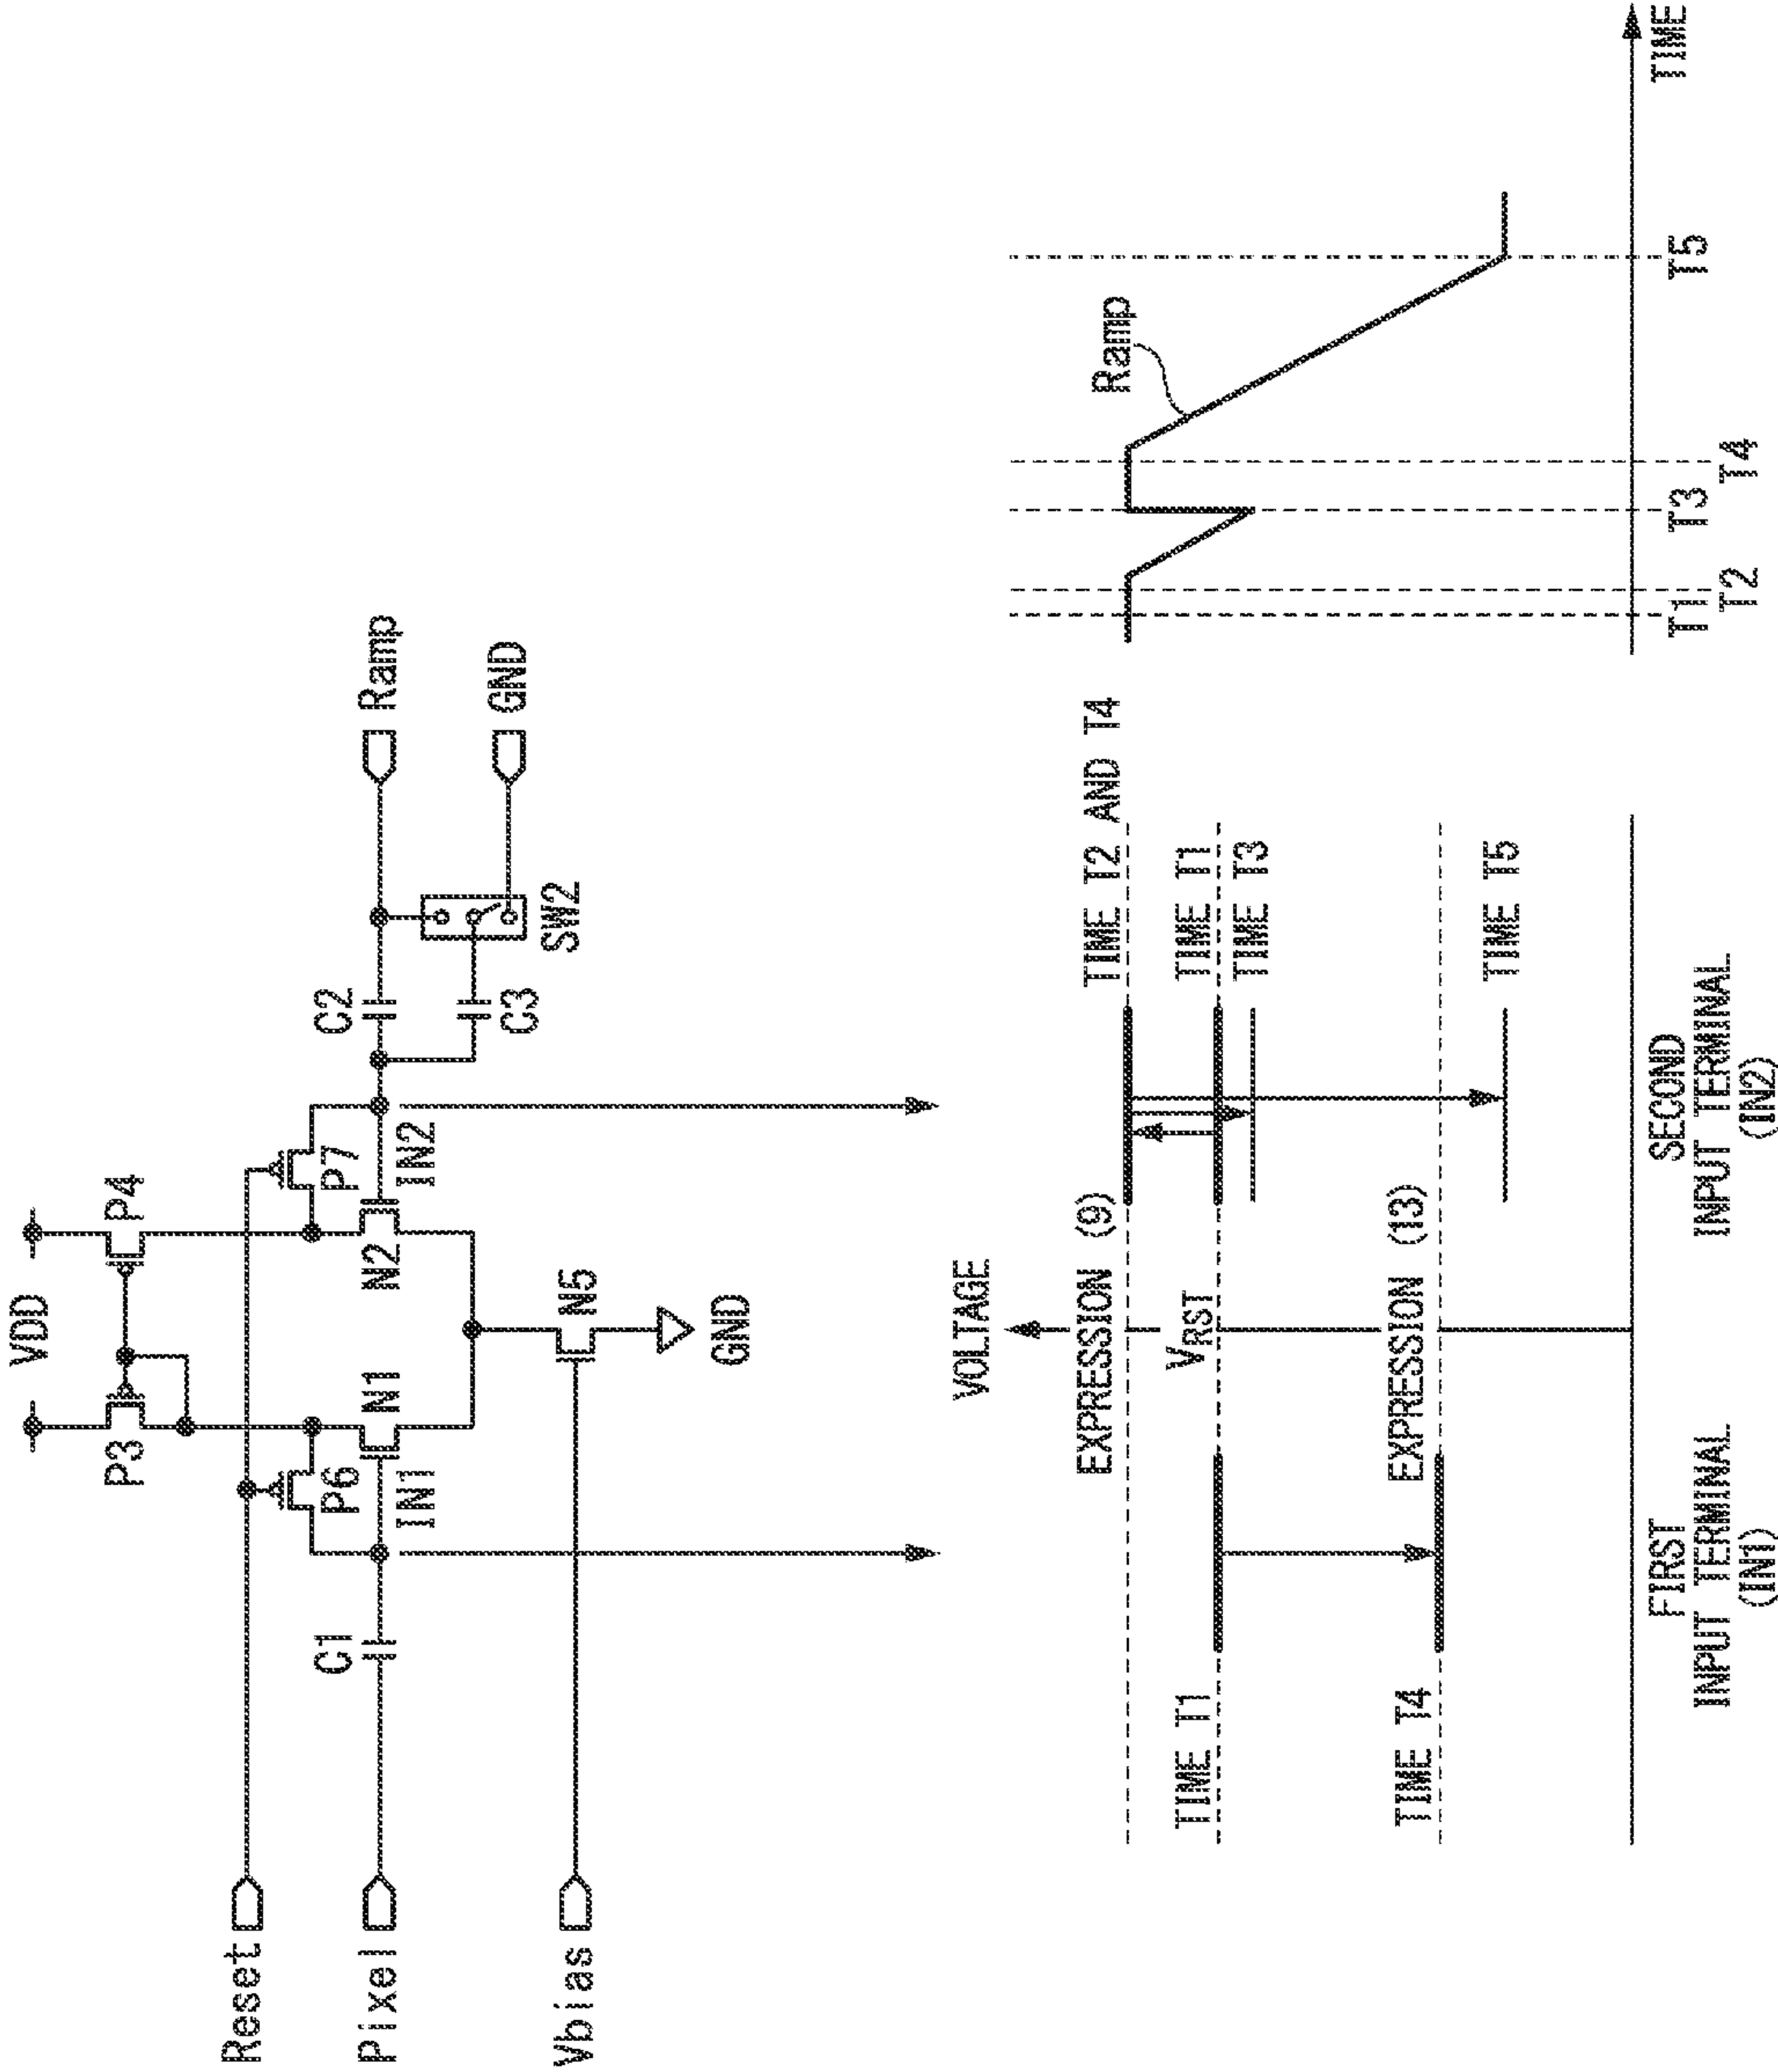 VDD
P3
P4
Reset
P6
P7
Pixel
C1
IN1
N1
N2
IN2
C2
Ramp
C3
SW2
GND
Vbias
N5
GND
VOLTAGE
EXPRESSION (9)
TIME T2 AND T4
TIME T1
VRST
TIME T1
TIME T3
TIME T4
EXPRESSION (13)
TIME T5
FIRST
INPUT TERMINAL
(IN1)
SECOND
INPUT TERMINAL
(IN2)
Ramp
T1
T2
T3
T4
T5
TIME